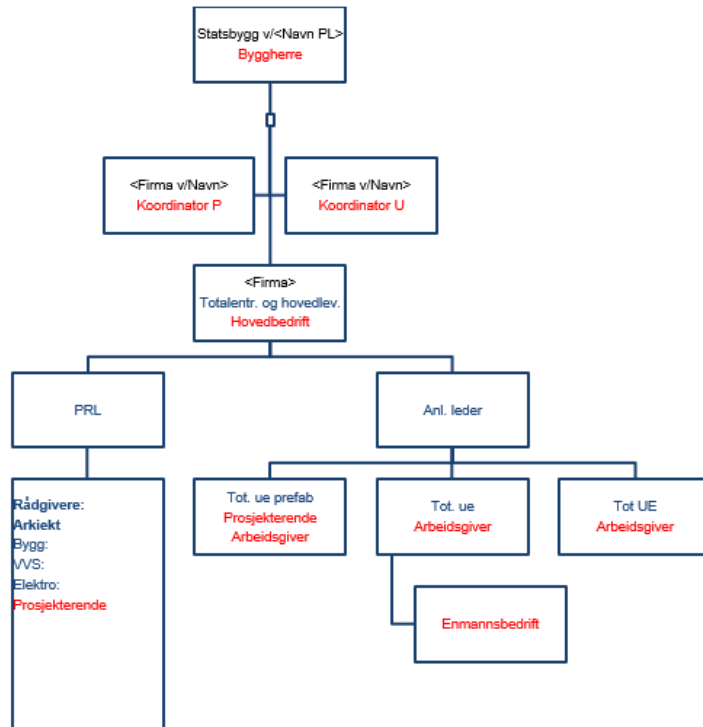 Statsbygg v/<Navn PL>
Byggherre
<Firma v/Navn>
Koordinator P
<Firma v/Navn>
Koordinator U
<Firma>
Totalentr. og hovedlev.
Hovedbedrift
PRL
Anl. leder
Rådgivere:
Arkiekt
Bygg:
VVS:
Elektro:
Prosjekterende
Tot. ue prefab
Prosjekterende
Arbeidsgiver
Tot. ue
Arbeidsgiver
Tot UE
Arbeidsgiver
Enmannsbedrift